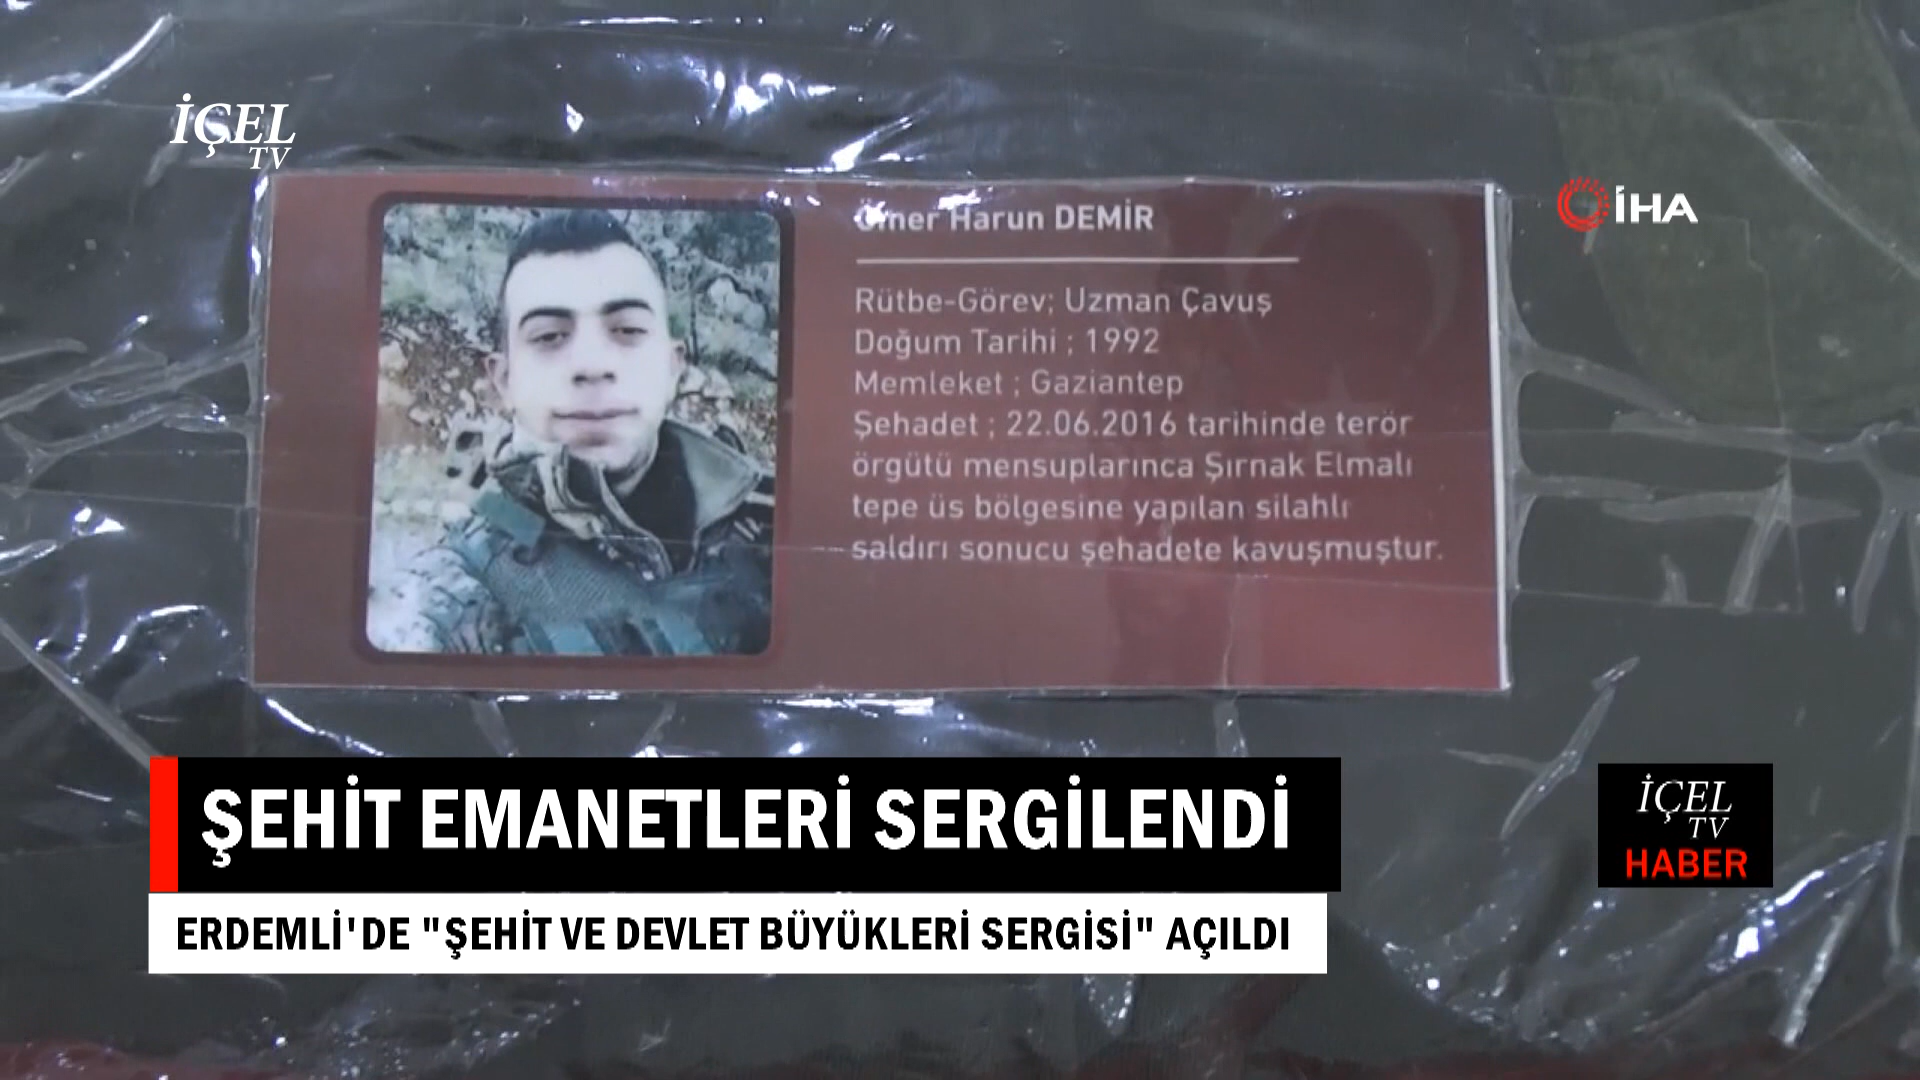 İÇEL
TV
İHA
Ömer Harun DEMİR
Rütbe-Görev; Uzman Çavuş
Doğum Tarihi ; 1992
Memleket ; Gaziantep
Şehadet ; 22.06.2016 tarihinde terör
örgütü mensuplarınca Şırnak Elmalı
tepe üs bölgesine yapılan silahlı
saldırı sonucu şehadete kavuşmuştur.
ŞEHİT EMANETLERİ SERGİLENDİ
İÇEL
TV
HABER
ERDEMLİ'DE "ŞEHİT VE DEVLET BÜYÜKLERİ SERGİSİ" AÇILDI